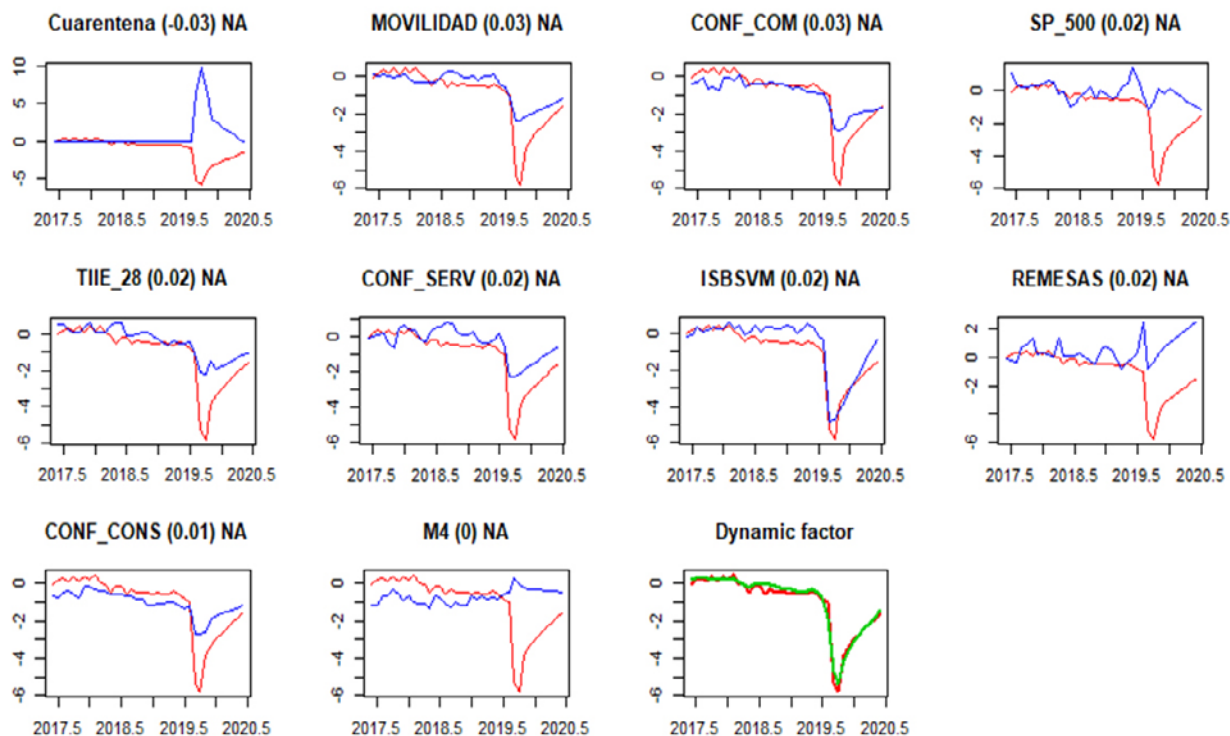 Cuarentena (-0.03) NA
10
5
0
-5
2017.5 2018.5 2019.5 2020.5
MOVILIDAD (0.03) NA
0
-2
-4
-6
2017.5 2018.5 2019.5 2020.5
CONF_COM (0.03) NA
0
-2
-4
-6
2017.5 2018.5 2019.5 2020.5
SP_500 (0.02) NA
0
-2
-4
-6
2017.5 2018.5 2019.5 2020.5
TIIE_28 (0.02) NA
0
-2
-4
-6
2017.5 2018.5 2019.5 2020.5
CONF_SERV (0.02) NA
0
-2
-4
-6
2017.5 2018.5 2019.5 2020.5
ISBSVM (0.02) NA
0
-2
-4
-6
2017.5 2018.5 2019.5 2020.5
REMESAS (0.02) NA
2
0
-2
-6
2017.5 2018.5 2019.5 2020.5
CONF_CONS (0.01) NA
0
-2
-4
-6
2017.5 2018.5 2019.5 2020.5
M4 (0) NA
0
-2
-4
-6
2017.5 2018.5 2019.5 2020.5
Dynamic factor
0
-2
-4
-6
2017.5 2018.5 2019.5 2020.5